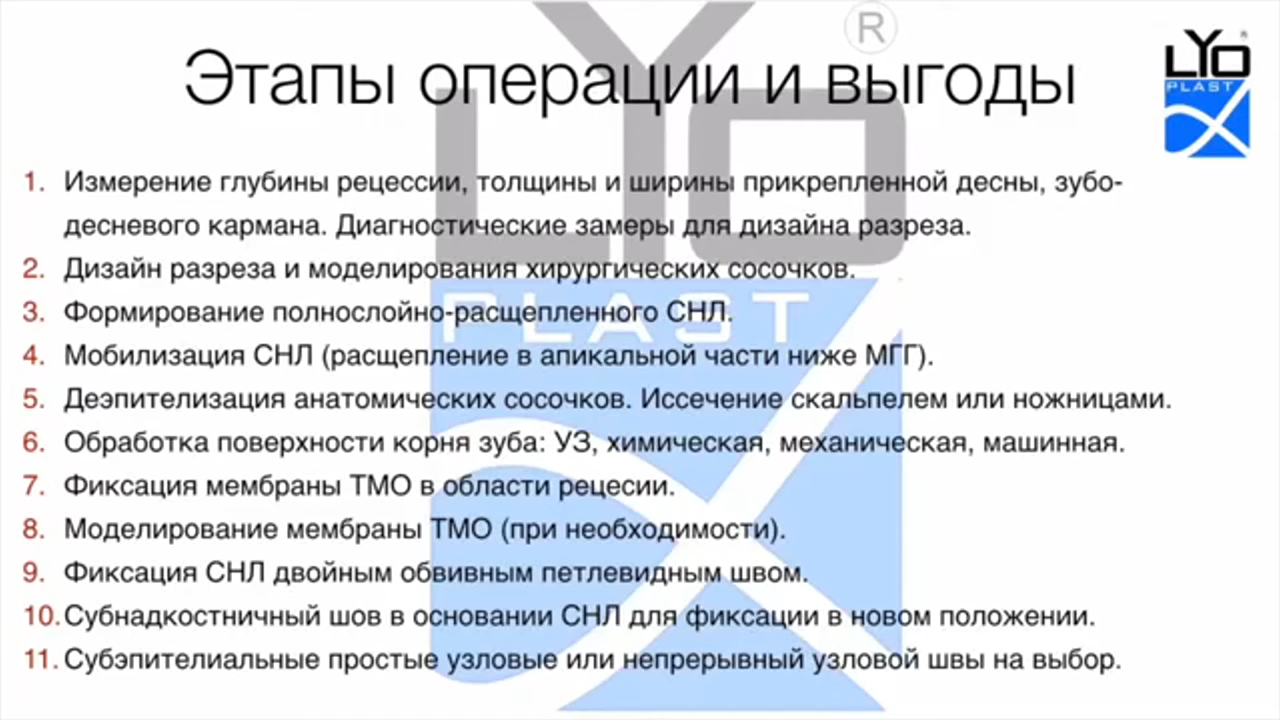 Этапы операции и выгоды
®
LYO
PLAST
LYO
PLAST
®
1. Измерение глубины рецессии, толщины и ширины прикрепленной десны, зубо-
десневого кармана. Диагностические замеры для дизайна разреза.
2. Дизайн разреза и моделирования хирургических сосочков.
3. Формирование полнослойно-расщепленного СНЛ.
4. Мобилизация СНЛ (расщепление в апикальной части ниже МГГ).
5. Деэпителизация анатомических сосочков. Иссечение скальпелем или ножницами.
6. Обработка поверхности корня зуба: УЗ, химическая, механическая, машинная.
7. Фиксация мембраны ТМО в области рецесии.
8. Моделирование мембраны ТМО (при необходимости).
9. Фиксация СНЛ двойным обвивным петлевидным швом.
10. Субнадкостничный шов в основании СНЛ для фиксации в новом положении.
11. Субэпителиальные простые узловые или непрерывный узловой швы на выбор.